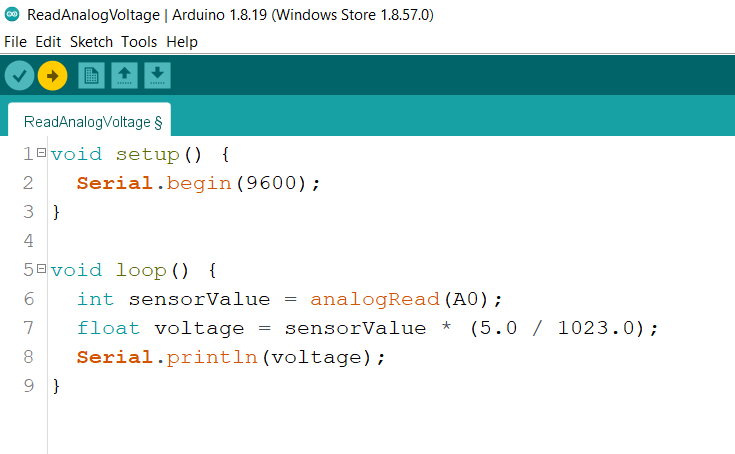 ReadAnalogVoltage | Arduino 1.8.19 (Windows Store 1.8.57.0)
File Edit Sketch Tools Help
ReadAnalogVoltage §
1 void setup() {
2   Serial.begin(9600);
3 }
4
5 void loop() {
6   int sensorValue = analogRead(A0);
7   float voltage = sensorValue * (5.0 / 1023.0);
8   Serial.println(voltage);
9 }